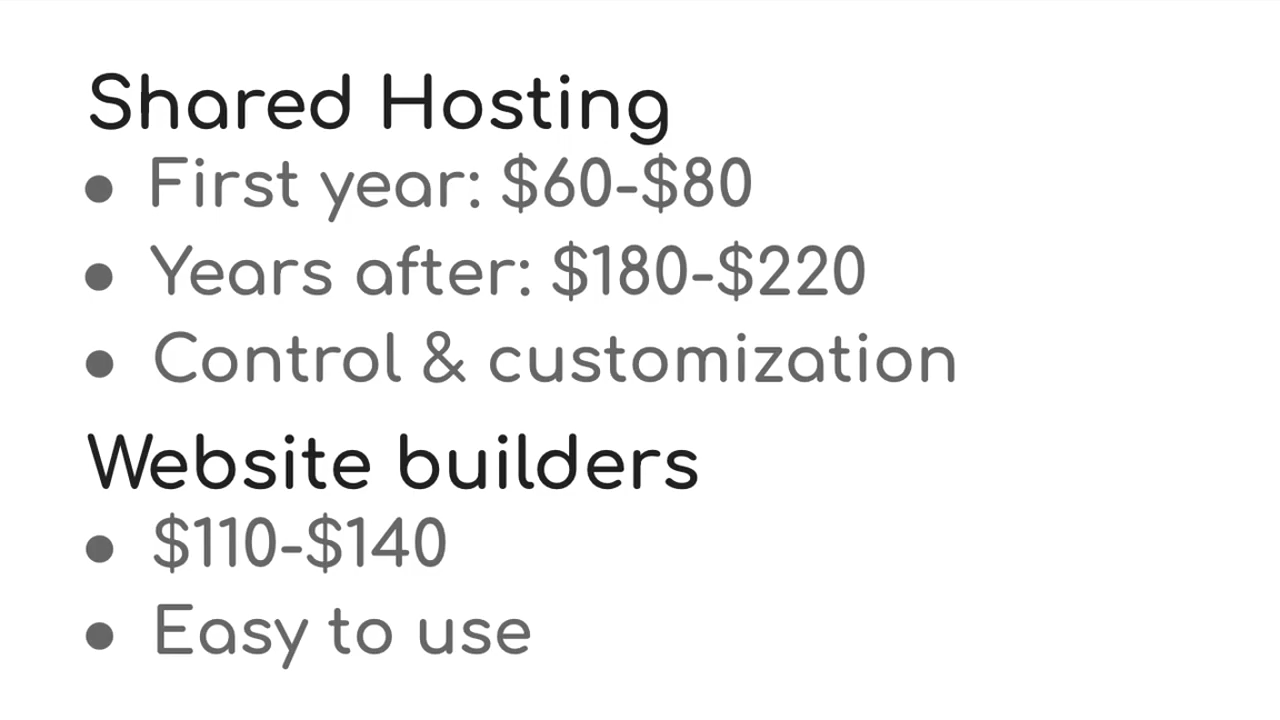 Shared Hosting
● First year: $60-$80
● Years after: $180-$220
● Control & customization
Website builders
● $110-$140
● Easy to use